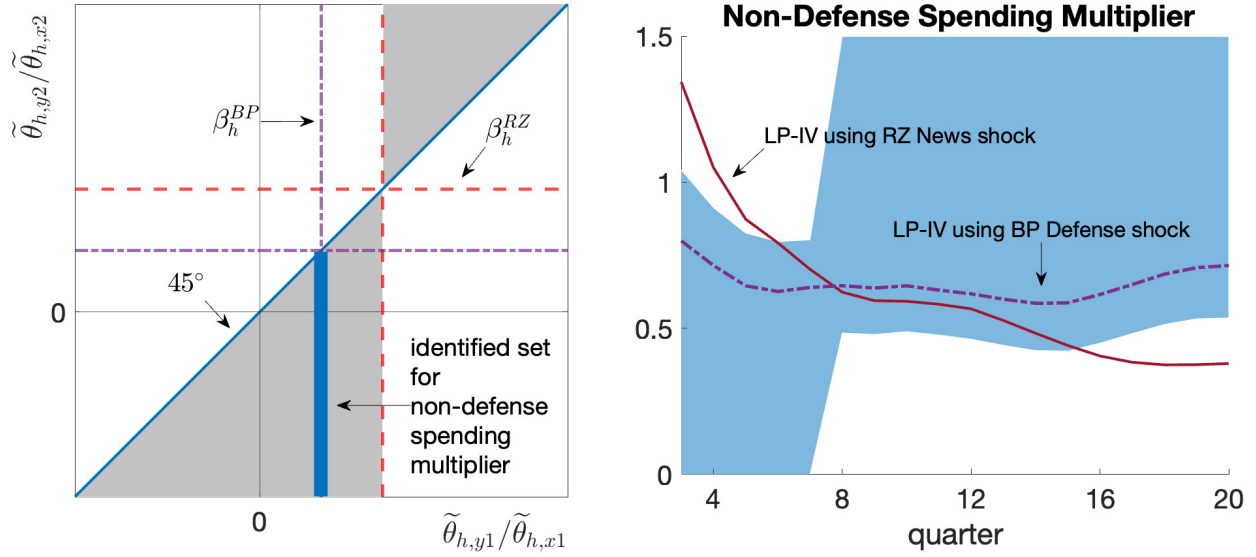 θ̃_{h,y2}/θ̃_{h,x2}
β_h^{BP}
β_h^{RZ}
45°
0
identified set
for
non-defense
spending
multiplier
0
θ̃_{h,y1}/θ̃_{h,x1}
Non-Defense Spending Multiplier
1.5
LP-IV using RZ News shock
1
LP-IV using BP Defense shock
0.5
0
4
8
12
16
20
quarter